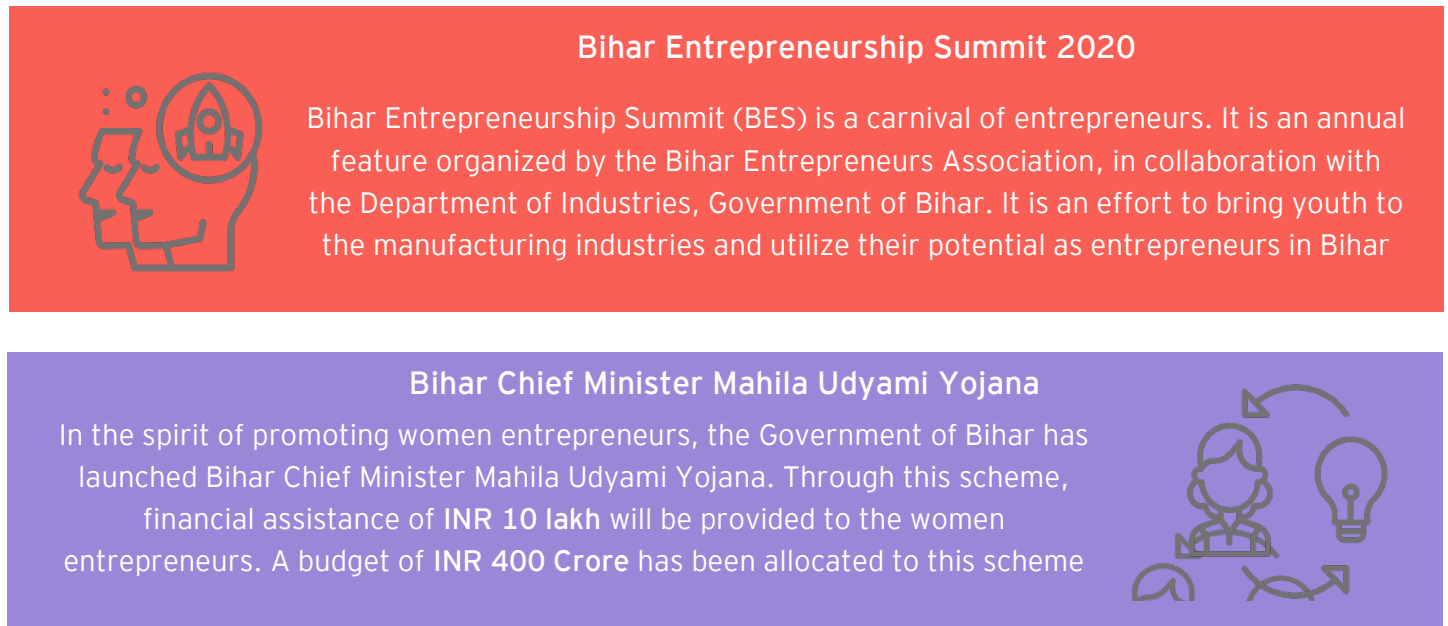 Bihar Entrepreneurship Summit 2020
Bihar Entrepreneurship Summit (BES) is a carnival of entrepreneurs. It is an annual
feature organized by the Bihar Entrepreneurs Association, in collaboration with
the Department of Industries, Government of Bihar. It is an effort to bring youth to
the manufacturing industries and utilize their potential as entrepreneurs in Bihar
Bihar Chief Minister Mahila Udyami Yojana
In the spirit of promoting women entrepreneurs, the Government of Bihar has
launched Bihar Chief Minister Mahila Udyami Yojana. Through this scheme,
financial assistance of INR 10 lakh will be provided to the women
entrepreneurs. A budget of INR 400 Crore has been allocated to this scheme